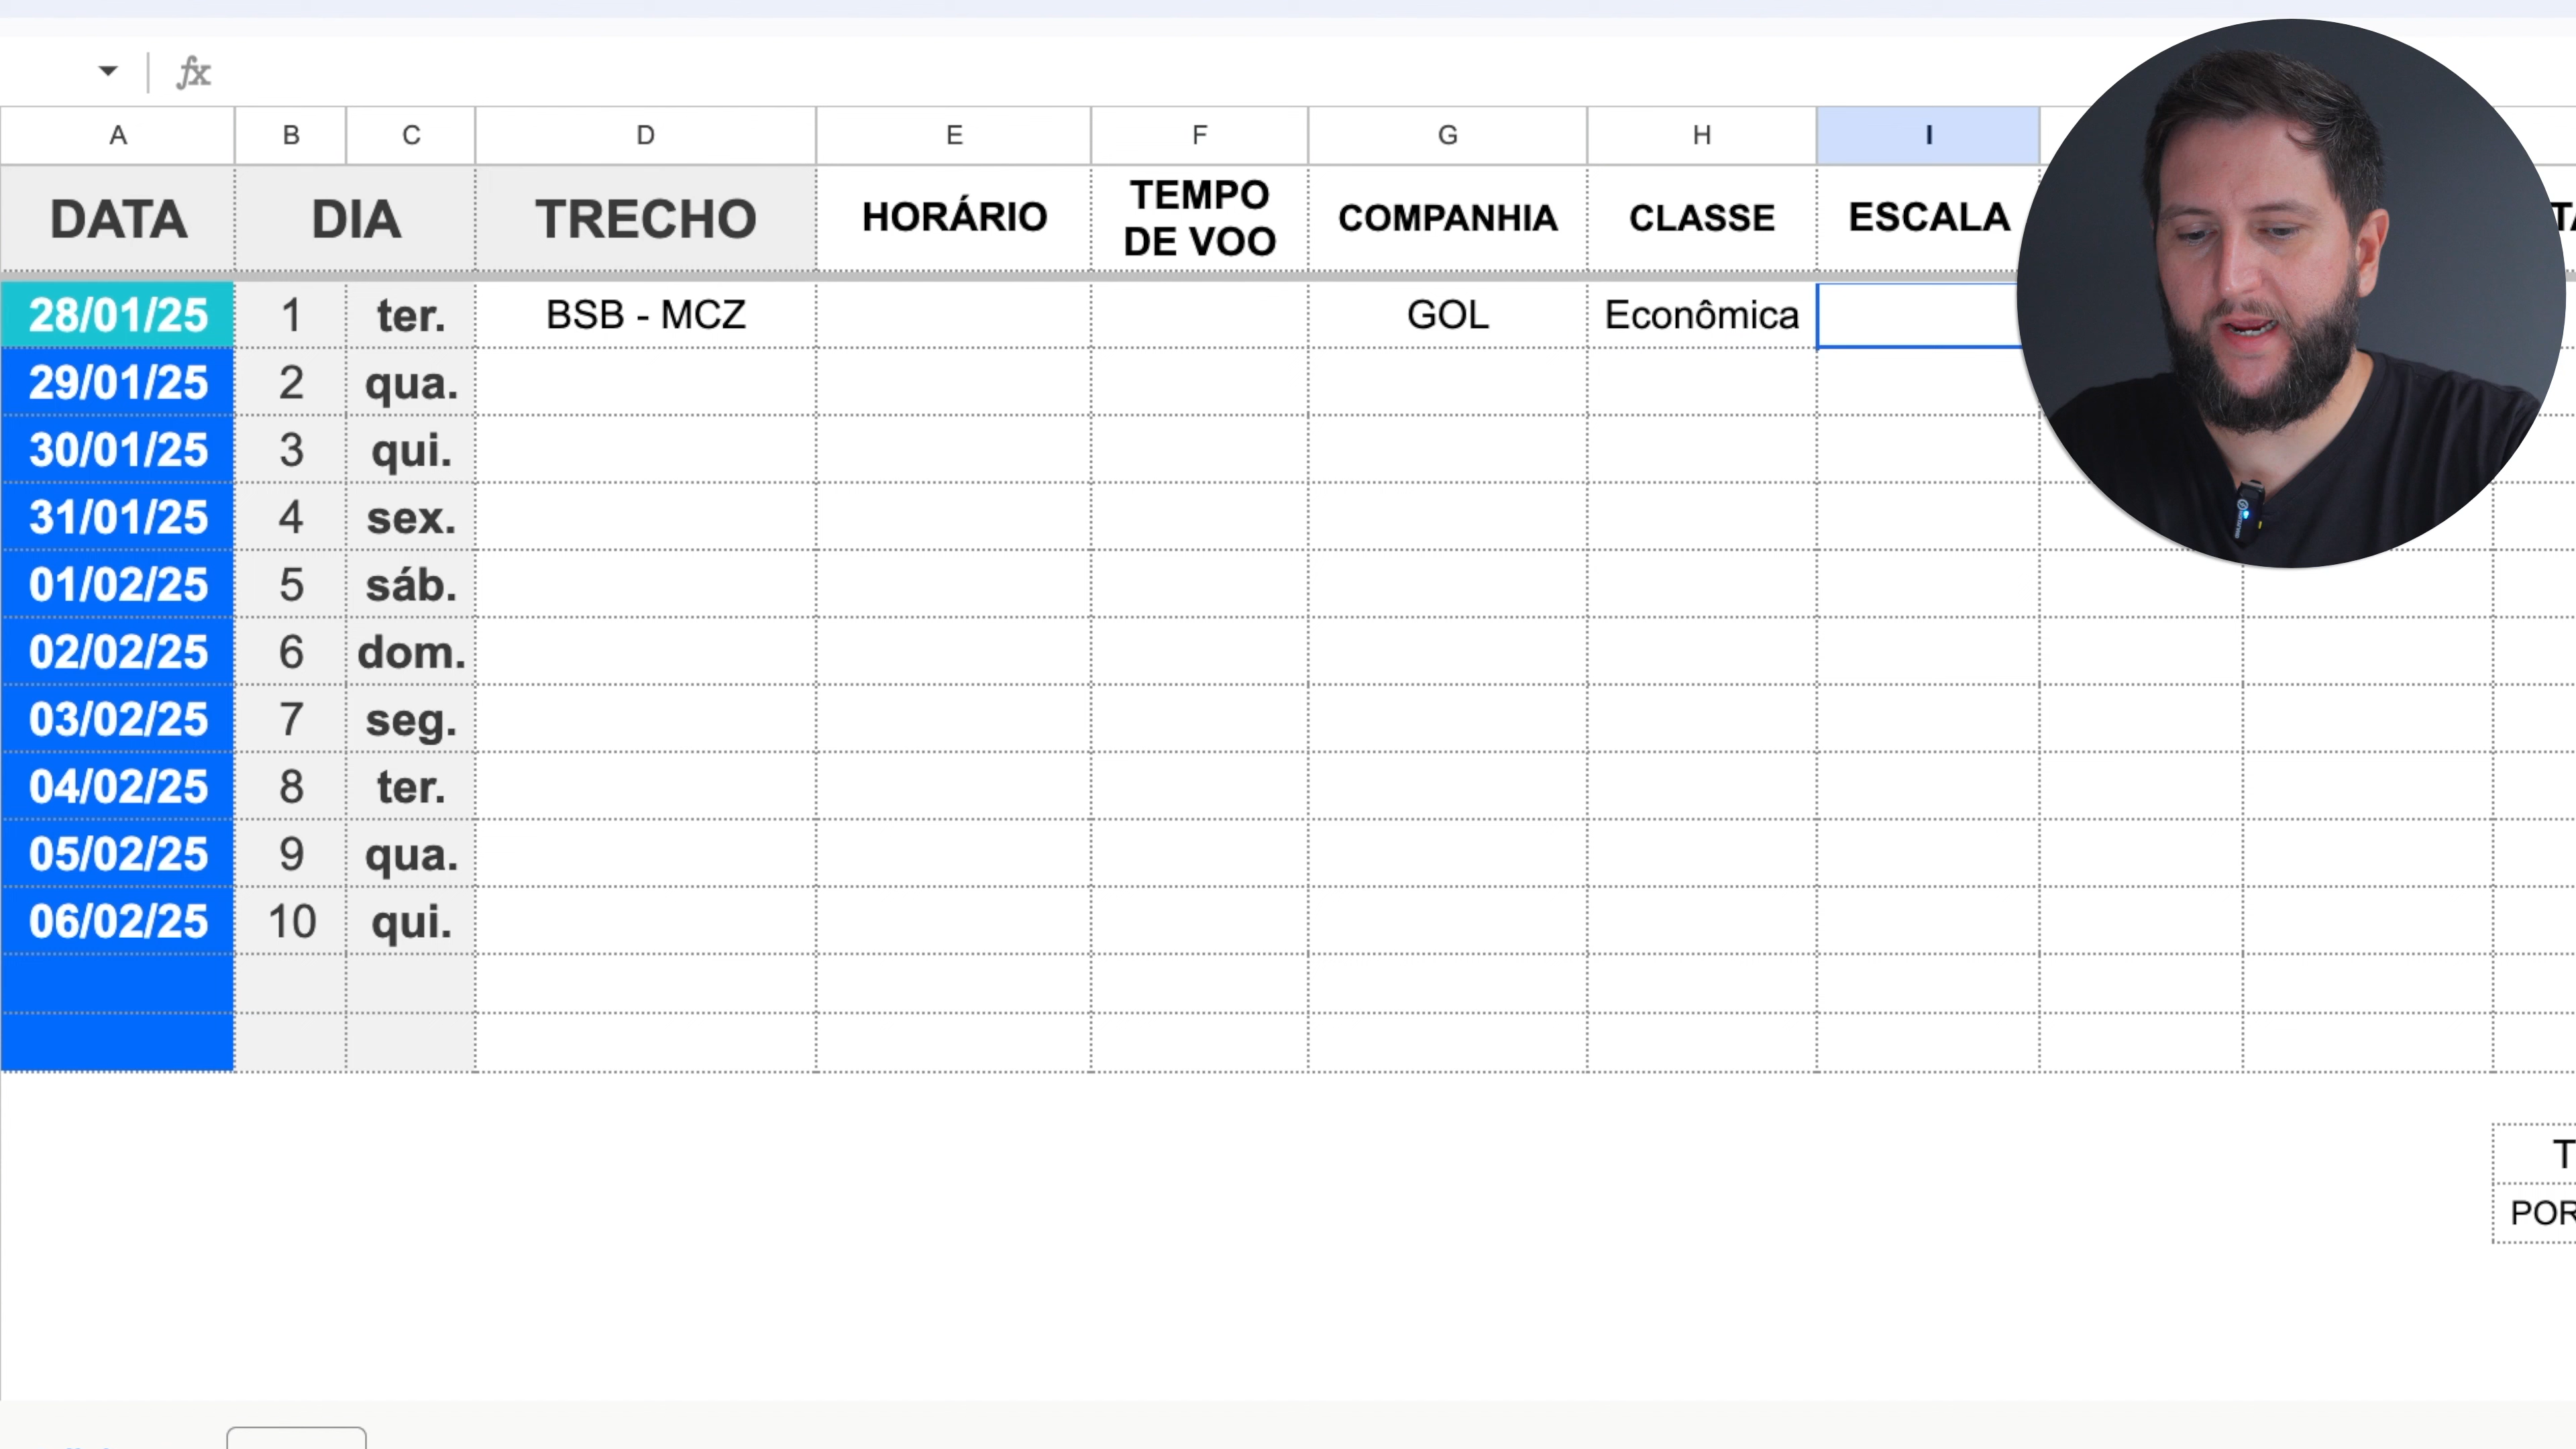 fx
A B C D E F G H I
DATA DIA TRECHO HORÁRIO TEMPO DE VOO COMPANHIA CLASSE ESCALA
28/01/25 1 ter. BSB - MCZ GOL Econômica
29/01/25 2 qua.
30/01/25 3 qui.
31/01/25 4 sex.
01/02/25 5 sáb.
02/02/25 6 dom.
03/02/25 7 seg.
04/02/25 8 ter.
05/02/25 9 qua.
06/02/25 10 qui.
T
POR